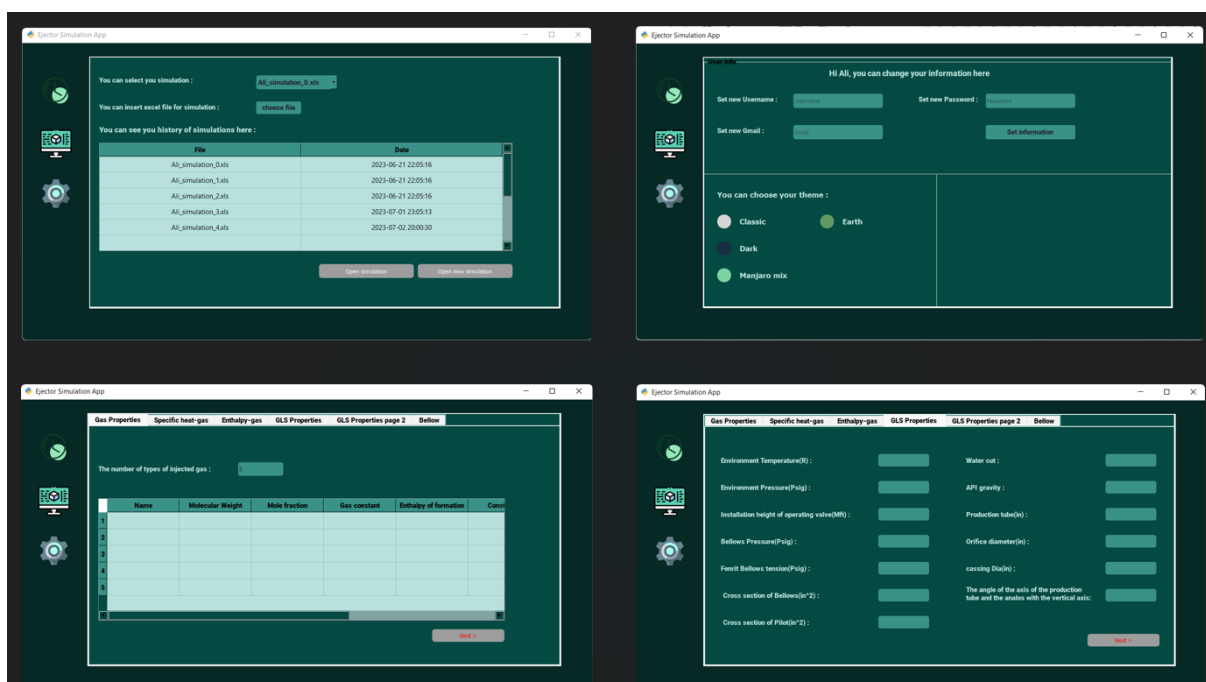 Ejector Simulation App
You can select you simulation :
Ali_simulation_0.xls
You can insert excel file for simulation :
choose file
You can see you history of simulations here :
File Date
Ali_simulation_0.xls 2023-06-21 22:05:16
Ali_simulation_1.xls 2023-06-21 22:05:16
Ali_simulation_2.xls 2023-06-21 22:05:16
Ali_simulation_3.xls 2023-07-01 23:05:13
Ali_simulation_4.xls 2023-07-02 20:00:30
Open simulation Open new simulation
Ejector Simulation App
User info
Hi Ali, you can change your information here
Set new Username : Username Set new Password : Password
Set new Gmail : Gmail Set information
You can choose your theme :
Classic Earth
Dark
Manjaro mix
Ejector Simulation App
Gas Properties Specific heat-gas Enthalpy-gas GLS Properties GLS Properties page 2 Bellow
The number of types of injected gas :
Name Molecular Weight Mole fraction Gas constant Enthalpy of formation Const
1
2
3
4
5
Next >
Ejector Simulation App
Gas Properties Specific heat-gas Enthalpy-gas GLS Properties GLS Properties page 2 Bellow
Environment Temperature(R) : Water cut :
Environment Pressure(Psig) : API gravity :
Installation height of operating valve(Mft) : Production tube(in) :
Bellows Pressure(Psig) : Orifice diameter(in) :
Fenrit Bellows tension(Psig) : cassing Dia(in) :
Cross section of Bellows(in^2) : The angle of the axis of the production
tube and the analos with the vertical axis:
Cross section of Pilot(in^2) :
Next >